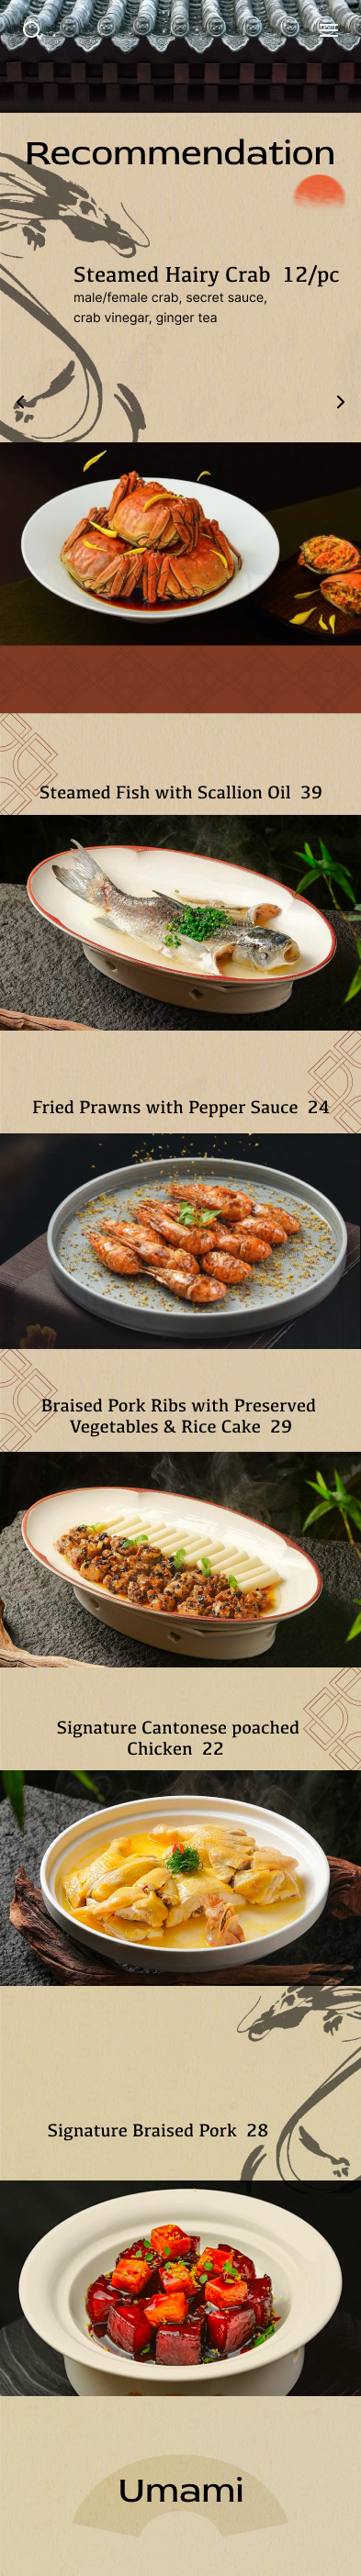 Recommendation
Steamed Hairy Crab 12/pc
male/female crab, secret sauce,
crab vinegar, ginger tea
Steamed Fish with Scallion Oil 39
Fried Prawns with Pepper Sauce 24
Braised Pork Ribs with Preserved
Vegetables & Rice Cake 29
Signature Cantonese poached
Chicken 22
Signature Braised Pork 28
Umami